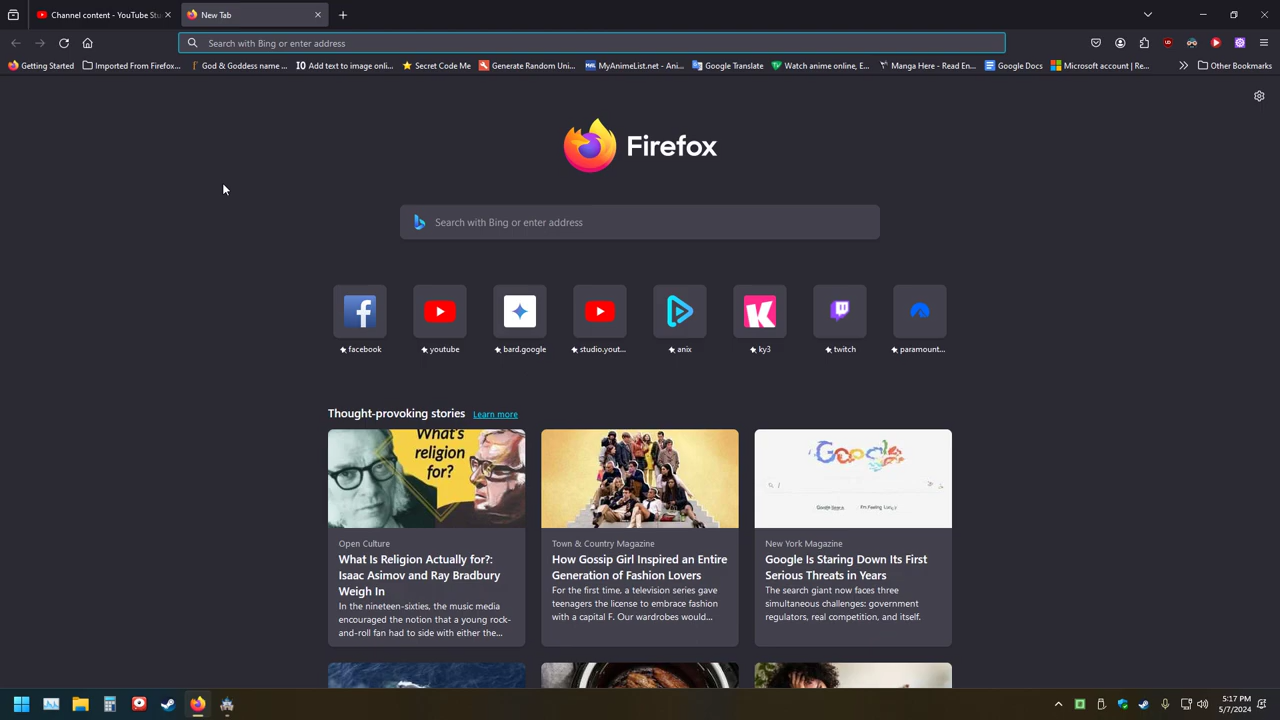 Channel content - YouTube Stu
New Tab
Search with Bing or enter address
Getting Started
Imported From Firefox...
God & Goddess name ...
Add text to image onli...
Secret Code Me
Generate Random Uni...
MyAnimeList.net - Ani...
Google Translate
Watch anime online, E...
Manga Here - Read En...
Google Docs
Microsoft account | Re...
Other Bookmarks
Firefox
Search with Bing or enter address
facebook
youtube
bard.google
studio.yout...
anix
ky3
twitch
paramount...
Thought-provoking stories Learn more
What's
religion
for?
Open Culture
What Is Religion Actually for?:
Isaac Asimov and Ray Bradbury
Weigh In
In the nineteen-sixties, the music media
encouraged the notion that a young rock-
and-roll fan had to side with either the...
Town & Country Magazine
How Gossip Girl Inspired an Entire
Generation of Fashion Lovers
For the first time, a television series gave
teenagers the license to embrace fashion
with a capital F. Our wardrobes would...
Google
Google Search
I'm Feeling Lucky
New York Magazine
Google Is Staring Down Its First
Serious Threats in Years
The search giant now faces three
simultaneous challenges: government
regulators, real competition, and itself.
5:17 PM
5/7/2024